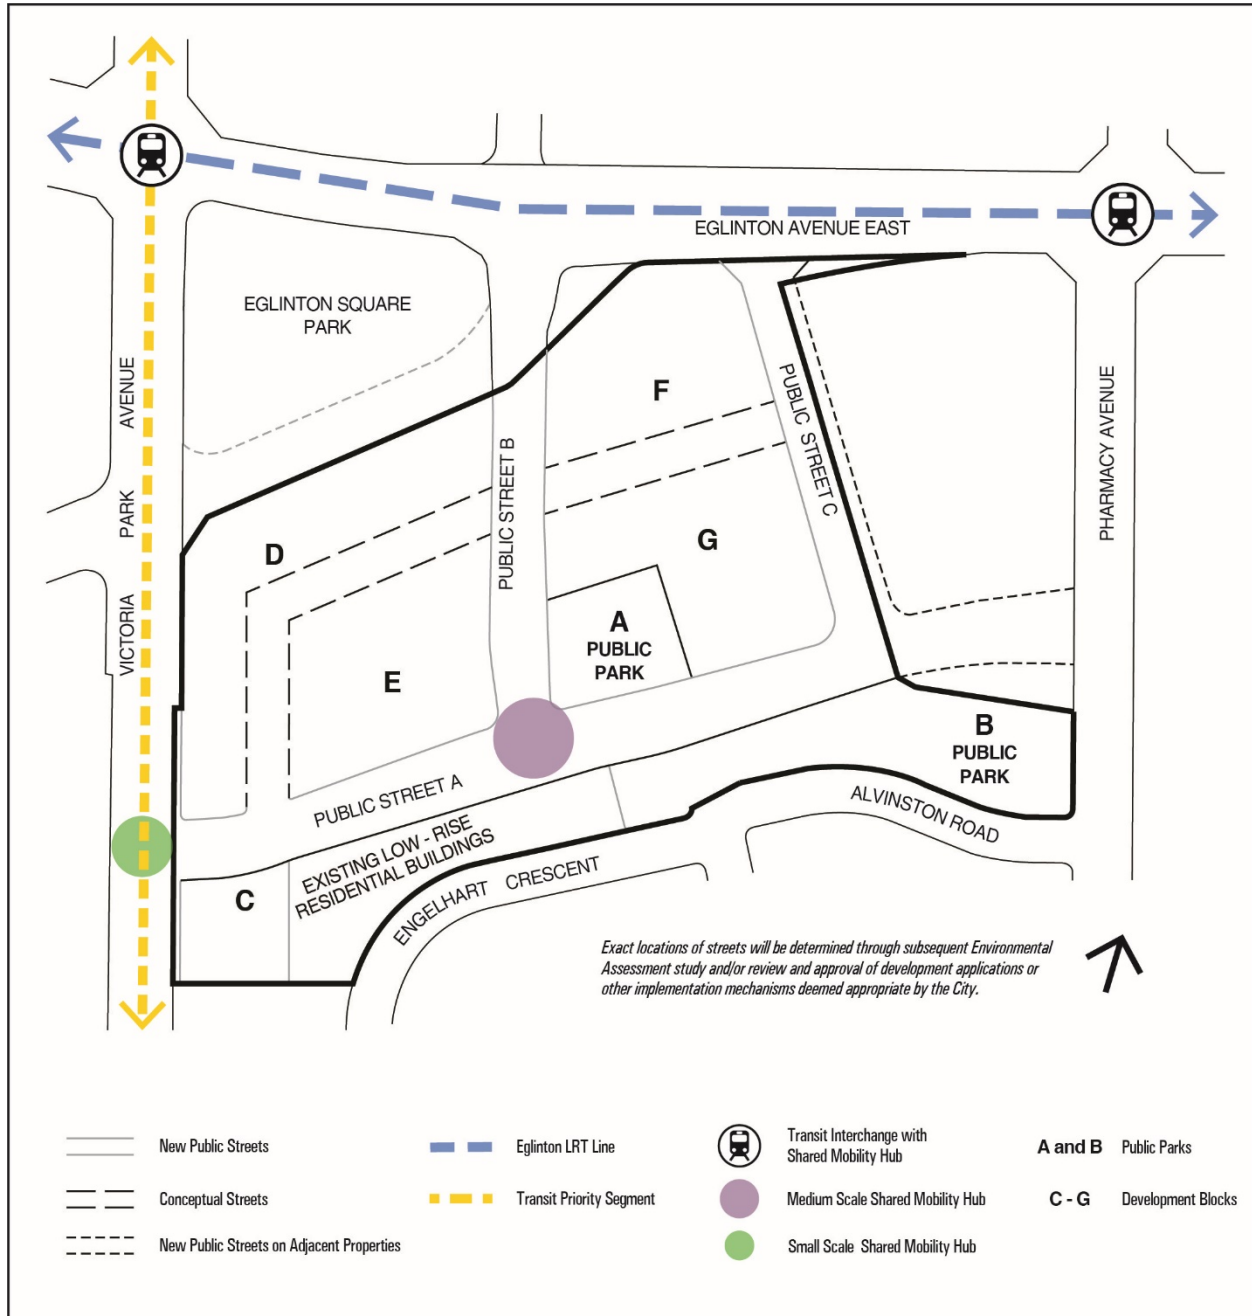 EGLINTON AVENUE EAST
EGLINTON SQUARE
PARK
VICTORIA PARK AVENUE
PUBLIC STREET B
PUBLIC STREET C
PHARMACY AVENUE
F
D
G
E
A
PUBLIC
PARK
B
PUBLIC
PARK
PUBLIC STREET A
EXISTING LOW - RISE
RESIDENTIAL BUILDINGS
C
ENGELHART CRESCENT
ALVINSTON ROAD
Exact locations of streets will be determined through subsequent Environmental
Assessment study and/or review and approval of development applications or
other implementation mechanisms deemed appropriate by the City.
New Public Streets
Conceptual Streets
New Public Streets on Adjacent Properties
Eglinton LRT Line
Transit Priority Segment
Transit Interchange with
Shared Mobility Hub
Medium Scale Shared Mobility Hub
Small Scale Shared Mobility Hub
A and B Public Parks
C - G Development Blocks